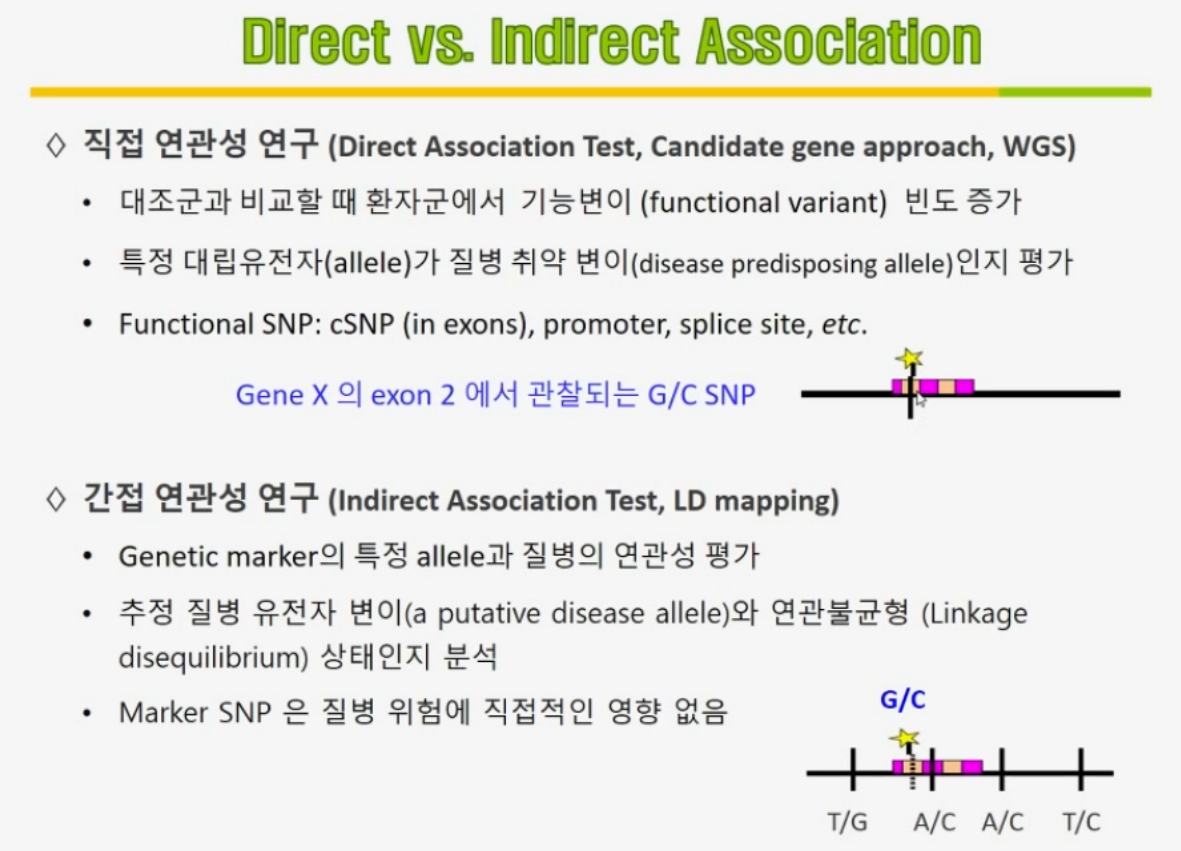 Direct vs. Indirect Association
◇ 직접 연관성 연구 (Direct Association Test, Candidate gene approach, WGS)
• 대조군과 비교할 때 환자군에서 기능변이 (functional variant) 빈도 증가
• 특정 대립유전자(allele)가 질병 취약 변이(disease predisposing allele)인지 평가
• Functional SNP: cSNP (in exons), promoter, splice site, etc.
Gene X 의 exon 2 에서 관찰되는 G/C SNP
◇ 간접 연관성 연구 (Indirect Association Test, LD mapping)
• Genetic marker의 특정 allele과 질병의 연관성 평가
• 추정 질병 유전자 변이(a putative disease allele)와 연관불균형 (Linkage
disequilibrium) 상태인지 분석
• Marker SNP 은 질병 위험에 직접적인 영향 없음
G/C
T/G A/C A/C T/C